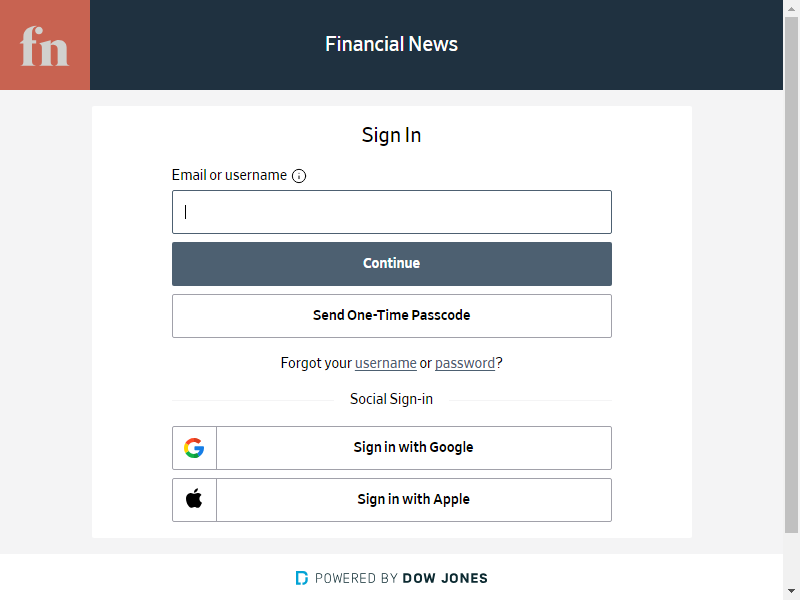 fn
Financial News
Sign In
Email or username
Continue
Send One-Time Passcode
Forgot your username or password?
Social Sign-in
Sign in with Google
Sign in with Apple
POWERED BY DOW JONES